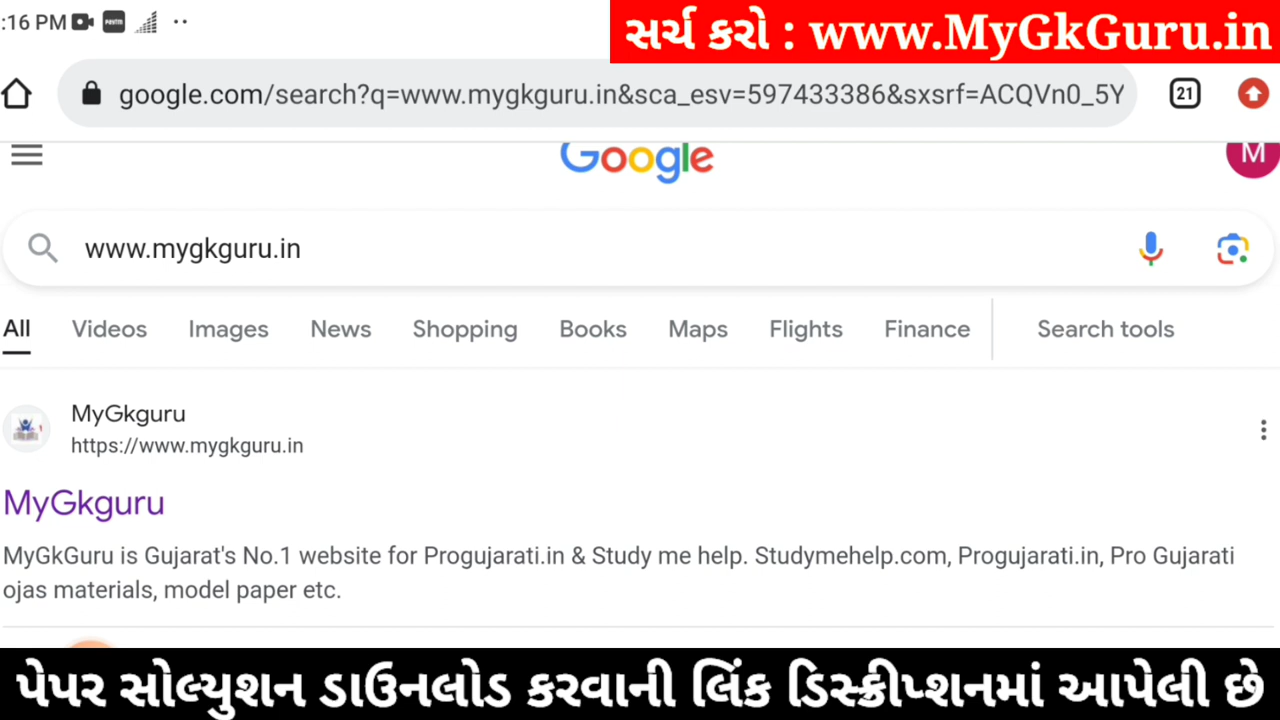 :16 PM
સર્ચ કરો : www.MyGkGuru.in
google.com/search?q=www.mygkguru.in&sca_esv=597433386&sxsrf=ACQVn0_5Y
21
Google
M
www.mygkguru.in
All Videos Images News Shopping Books Maps Flights Finance Search tools
MyGkguru
https://www.mygkguru.in
MyGkguru
MyGkGuru is Gujarat's No.1 website for Progujarati.in & Study me help. Studymehelp.com, Progujarati.in, Pro Gujarati
ojas materials, model paper etc.
પેપર સોલ્યુશન ડાઉનલોડ કરવાની લિંક ડિસ્ક્રીપ્શનમાં આપેલી છે